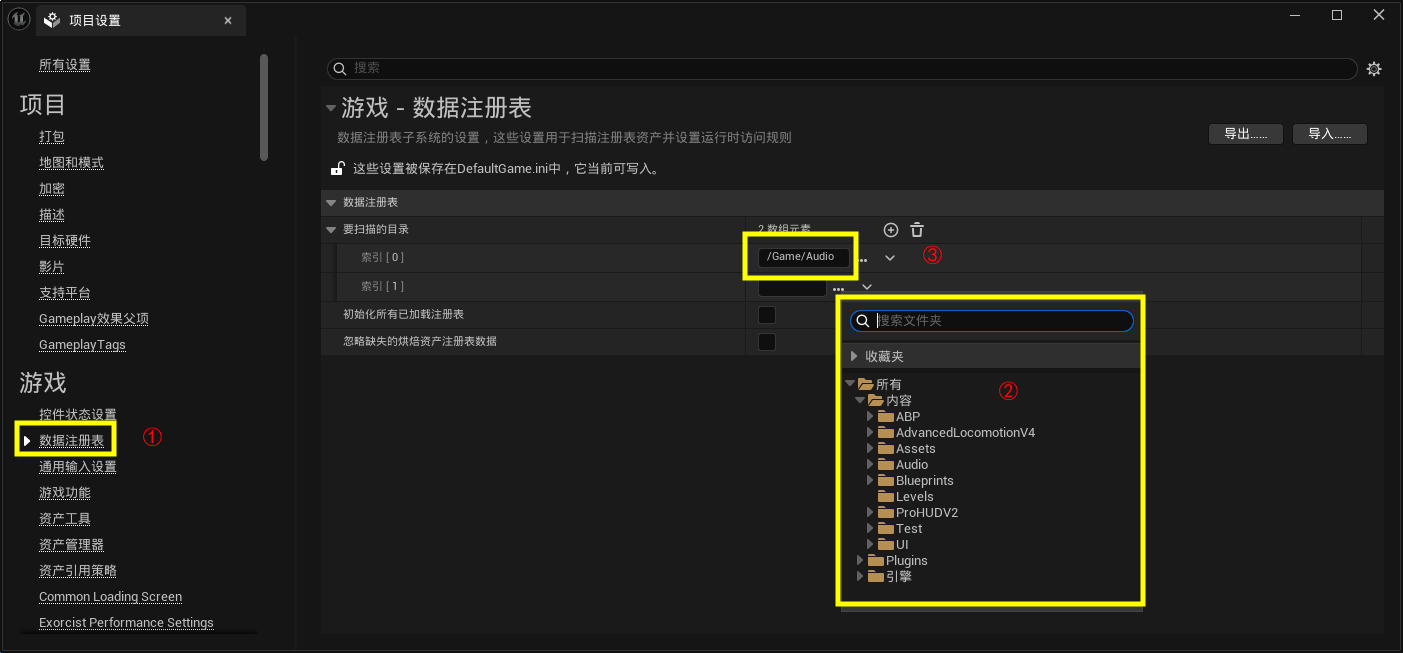 项目设置
所有设置
项目
打包
地图和模式
加密
描述
目标硬件
影片
支持平台
Gameplay效果父项
GameplayTags
游戏
控件状态设置
数据注册表
①
通用输入设置
游戏功能
资产工具
资产管理器
资产引用策略
Common Loading Screen
Exorcist Performance Settings
搜索
游戏 - 数据注册表
数据注册表子系统的设置，这些设置用于扫描注册表资产并设置运行时访问规则
导出......
导入......
这些设置被保存在DefaultGame.ini中，它当前可写入。
数据注册表
要扫描的目录
2 数组元素
索引 [ 0 ]
/Game/Audio
③
索引 [ 1 ]
初始化所有已加载注册表
忽略缺失的烘焙资产注册表数据
搜索文件夹
收藏夹
所有
②
内容
ABP
AdvancedLocomotionV4
Assets
Audio
Blueprints
Levels
ProHUDV2
Test
UI
Plugins
引擎